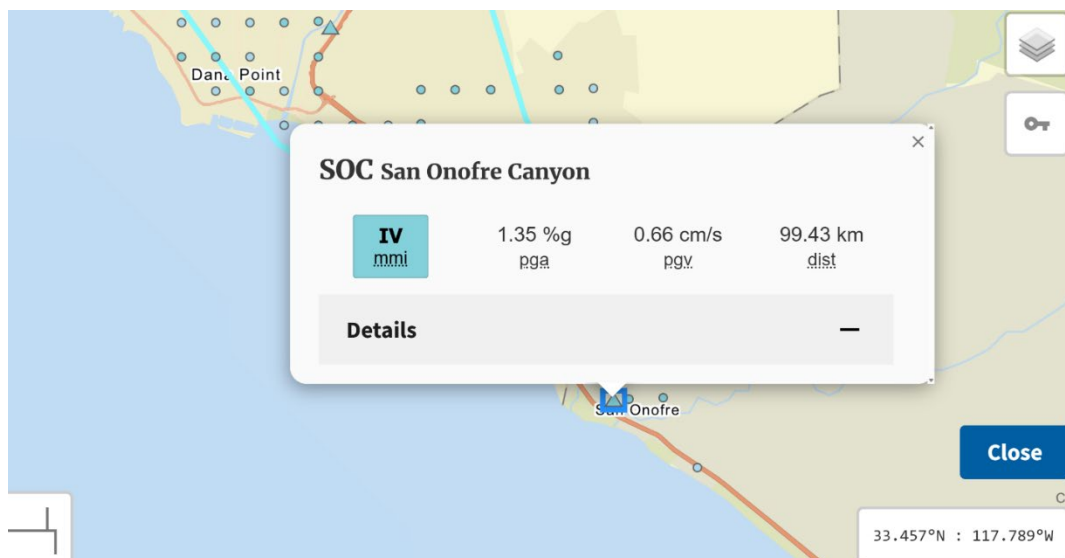 Dana Point
SOC San Onofre Canyon
IV
mmi
1.35 %g
pga
0.66 cm/s
pgv
99.43 km
dist
Details
San Onofre
Close
C
33.457°N : 117.789°W